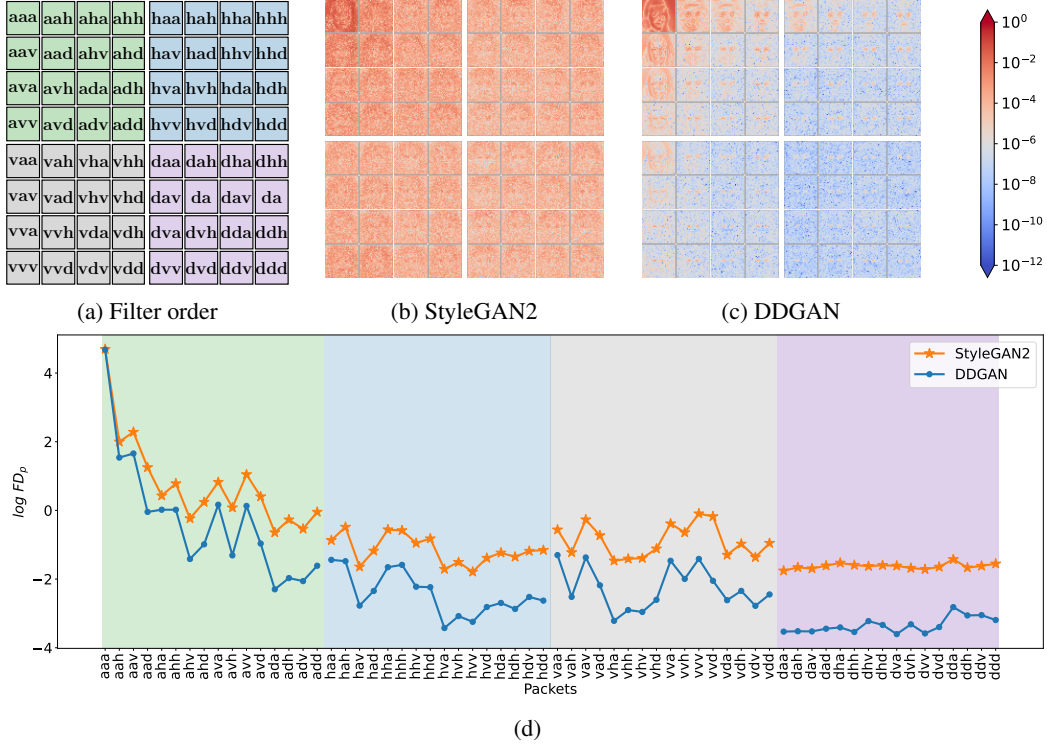 aaa aah aha ahh haa hah hha hhh
aav aad ahv ahd hav had hhv hhd
ava avh ada adh hva hvh hda hdh
avv avd adv add hvv hvd hdv hdd
vaa vah vha vhh daa dah dha dhh
vav vad vhv vhd dav da dav da
vva vvh vda vdh dva dvh dda ddh
vvv vvd vdv vdd dvv dvd ddv ddd
10^0
10^-2
10^-4
10^-6
10^-8
10^-10
10^-12
(a) Filter order
(b) StyleGAN2
(c) DDGAN
StyleGAN2
DDGAN
4
2
0
−2
−4
log FD_p
aaa aah aav aad aha ahh ahv ahd ava avh avv avd ada adh adv add haa hah hav had hha hhh hhv hhd hva hvh hvv hvd hda hdh hdv hdd vaa vah vav vad vha vhh vhv vhd vva vvh vvv vvd vda vdh vdv vdd daa dah dav dad dha dhh dhv dhd dva dvh dvv dvd dda ddh ddv ddd
Packets
(d)